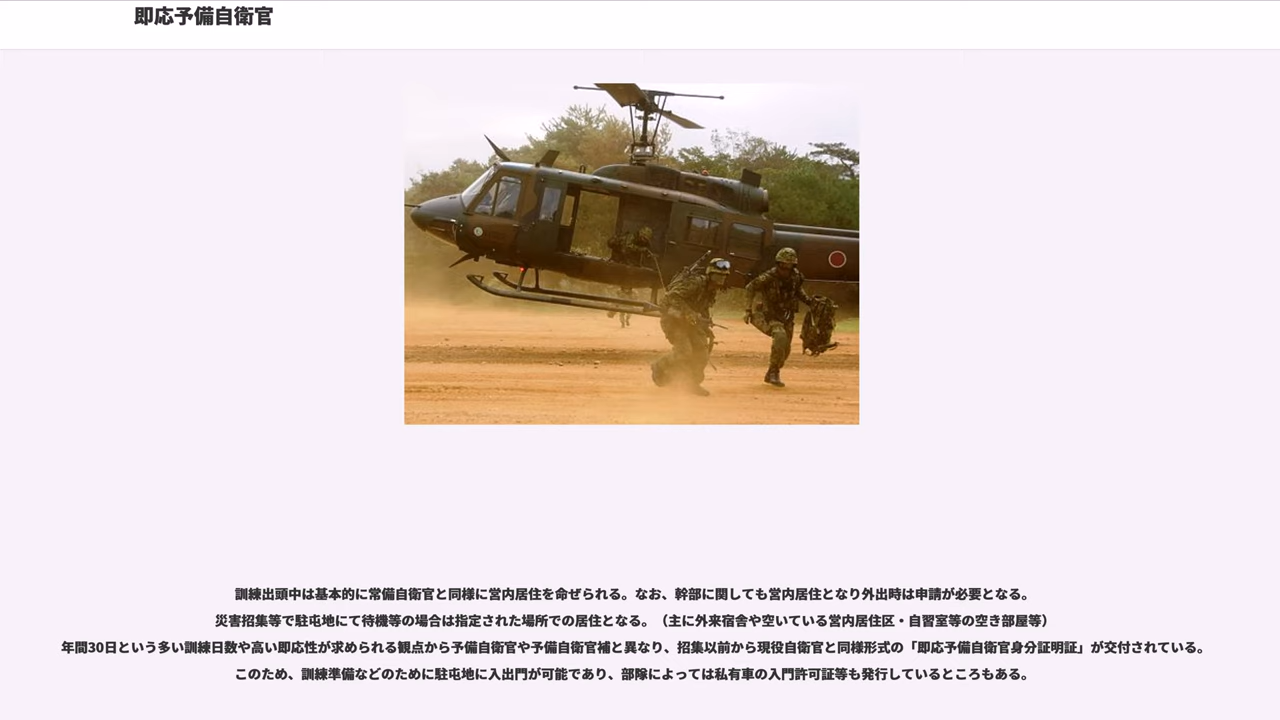 即応予備自衛官
訓練出頭中は基本的に常備自衛官と同様に営内居住を命ぜられる。なお、幹部に関しても営内居住となり外出時は申請が必要となる。
災害招集等で駐屯地にて待機等の場合は指定された場所での居住となる。（主に外来宿舎や空いている営内居住区・自習室等の空き部屋等）
年間30日という多い訓練日数や高い即応性が求められる観点から予備自衛官や予備自衛官補と異なり、招集以前から現役自衛官と同様形式の「即応予備自衛官身分証明証」が交付されている。
このため、訓練準備などのために駐屯地に入出門が可能であり、部隊によっては私有車の入門許可証等も発行しているところもある。